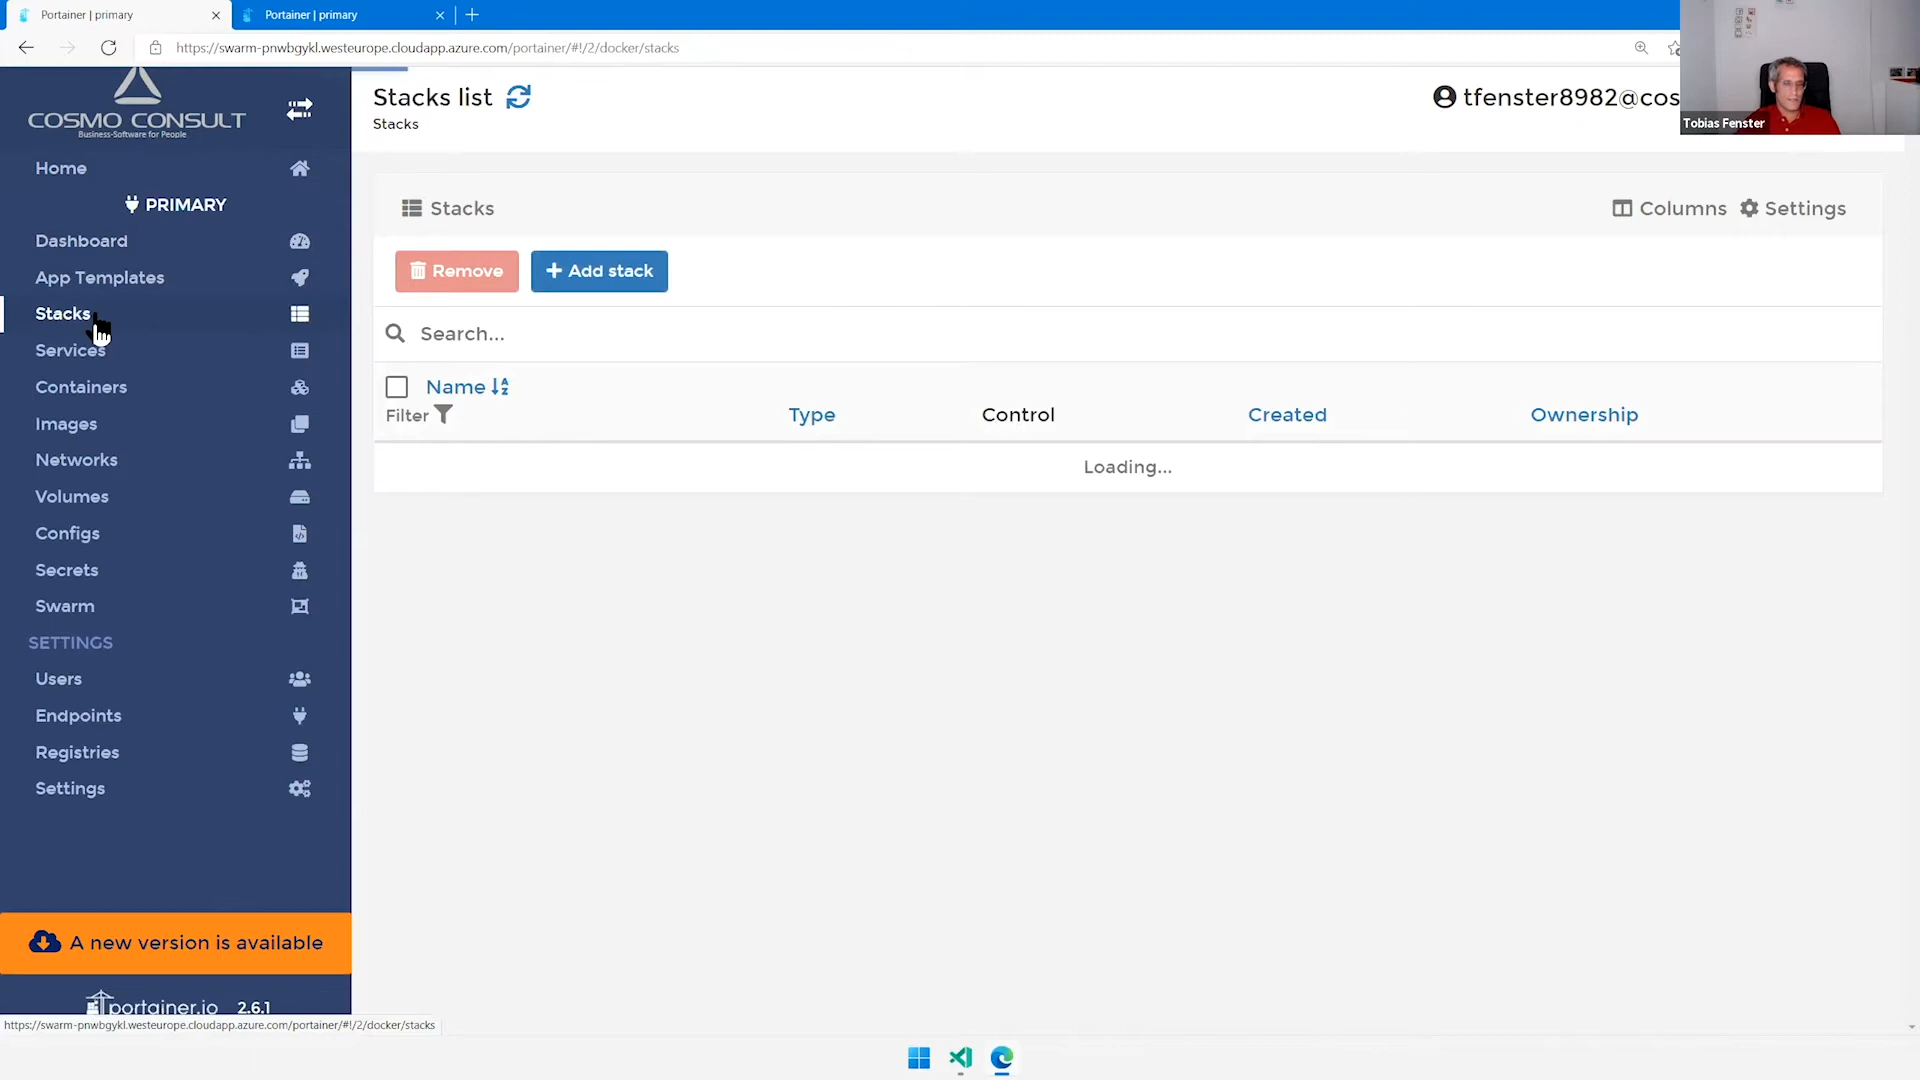 Portainer | primary
Portainer | primary
https://swarm-pnwbgykl.westeurope.cloudapp.azure.com/portainer/#!/2/docker/stacks
COSMO CONSULT
Business-Software for People
Home
PRIMARY
Dashboard
App Templates
Stacks
Services
Containers
Images
Networks
Volumes
Configs
Secrets
Swarm
SETTINGS
Users
Endpoints
Registries
Settings
A new version is available
portainer.io 2.6.1
https://swarm-pnwbgykl.westeurope.cloudapp.azure.com/portainer/#!/2/docker/stacks
Stacks list
Stacks
tfenster8982@cos
Tobias Fenster
Stacks
Columns Settings
Remove
Add stack
Search...
Name
Filter
Type
Control
Created
Ownership
Loading...